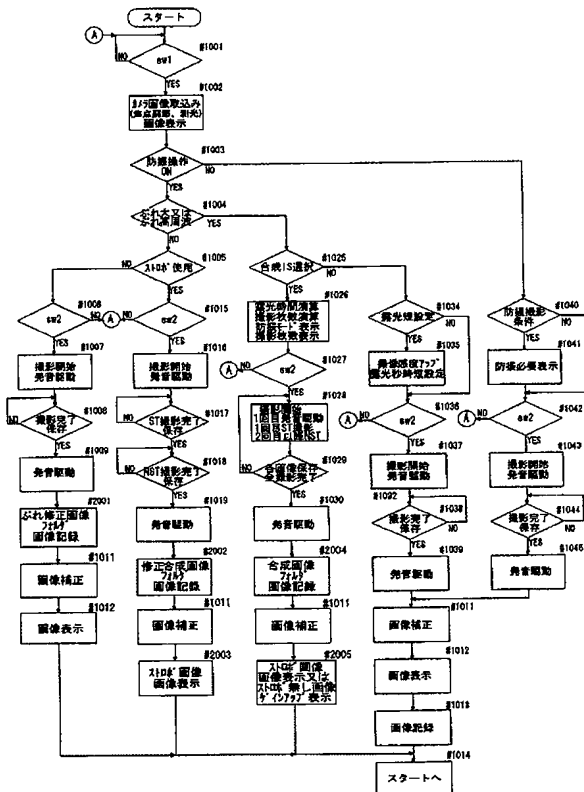 スタート
A
#1001
sw1
NO
YES
#1002
カメラ画像取込み
(焦点調節、測光)
画像表示
#1003
防振操作
ON
NO
YES
#1004
ぶれ大又は
ぶれ高周波
YES
NO
#1005
ストロボ使用
NO
YES
#1006
sw2
NO
A
YES
#1007
撮影開始
発音駆動
#1008
撮影完了
保存
NO
YES
#1009
発音駆動
#2001
ぶれ修正画像
フォルダ
画像記録
#1011
画像補正
#1012
画像表示
#1015
sw2
NO
YES
#1016
撮影開始
発音駆動
#1017
ST撮影完了
保存
NO
YES
#1018
NST撮影完了
保存
NO
YES
#1019
発音駆動
#2002
修正合成画像
フォルダ
画像記録
#1011
画像補正
#2003
ストロボ画像
画像表示
#1025
合成IS選択
NO
YES
#1026
露光時間演算
撮影枚数演算
防振モード表示
撮影枚数表示
#1027
sw2
NO
A
YES
#1028
撮影開始
1回目発音駆動
1回目ST撮影
2回目以降NST
#1029
各画像保存
全撮影完了
NO
YES
#1030
発音駆動
#2004
合成画像
フォルダ
画像記録
#1011
画像補正
#2005
ストロボ画像
画像表示又は
ストロボ無し画像
ゲインアップ表示
#1034
露光短設定
NO
YES
#1035
撮像感度アップ
露光秒時短設定
#1036
sw2
NO
A
YES
#1037
撮影開始
発音駆動
#1092
#1038
撮影完了
保存
NO
YES
#1039
発音駆動
#1040
防振撮影
条件
NO
YES
#1041
防振必要表示
#1042
sw2
NO
A
YES
#1043
撮影開始
発音駆動
#1044
撮影完了
保存
NO
YES
#1045
発音駆動
#1011
画像補正
#1012
画像表示
#1013
画像記録
#1014
スタートへ